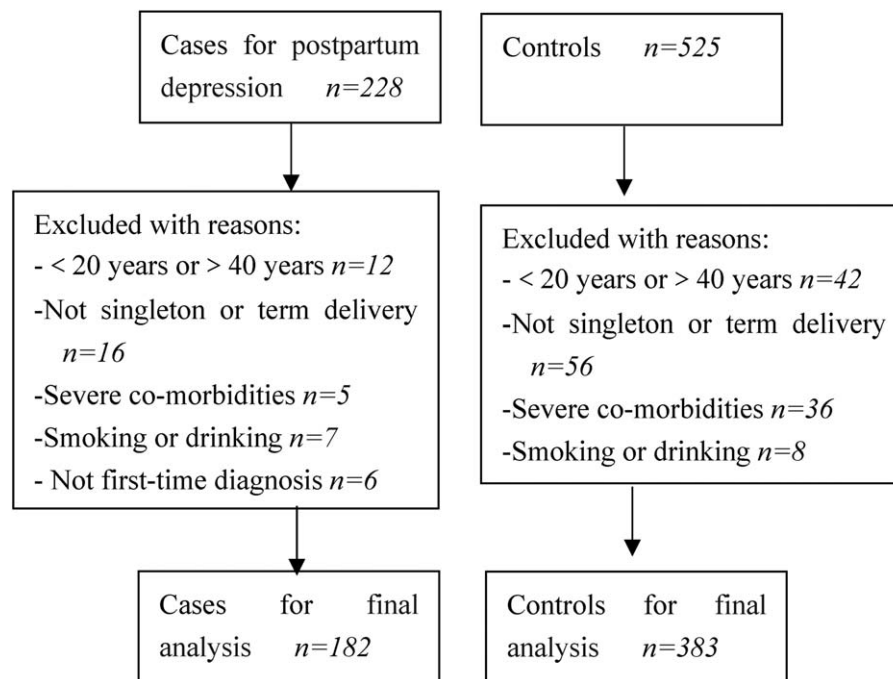 Cases for postpartum
depression n=228
Controls n=525
Excluded with reasons:
- < 20 years or > 40 years n=12
-Not singleton or term delivery
n=16
-Severe co-morbidities n=5
-Smoking or drinking n=7
- Not first-time diagnosis n=6
Excluded with reasons:
- < 20 years or > 40 years n=42
-Not singleton or term delivery
n=56
-Severe co-morbidities n=36
-Smoking or drinking n=8
Cases for final
analysis n=182
Controls for final
analysis n=383